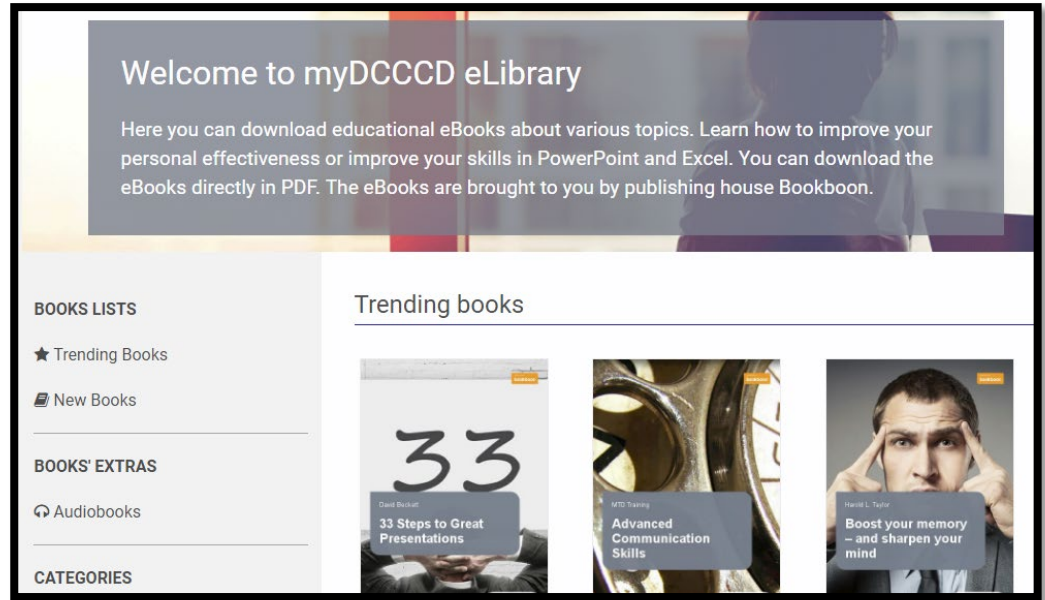 Welcome to myDCCCD eLibrary
Here you can download educational eBooks about various topics. Learn how to improve your
personal effectiveness or improve your skills in PowerPoint and Excel. You can download the
eBooks directly in PDF. The eBooks are brought to you by publishing house Bookboon.
BOOKS LISTS
Trending Books
New Books
BOOKS' EXTRAS
Audiobooks
CATEGORIES
Trending books
bookboon
33
David Beckett
33 Steps to Great
Presentations
bookboon
MTD Training
Advanced
Communication
Skills
bookboon
Harold L. Taylor
Boost your memory
– and sharpen your
mind